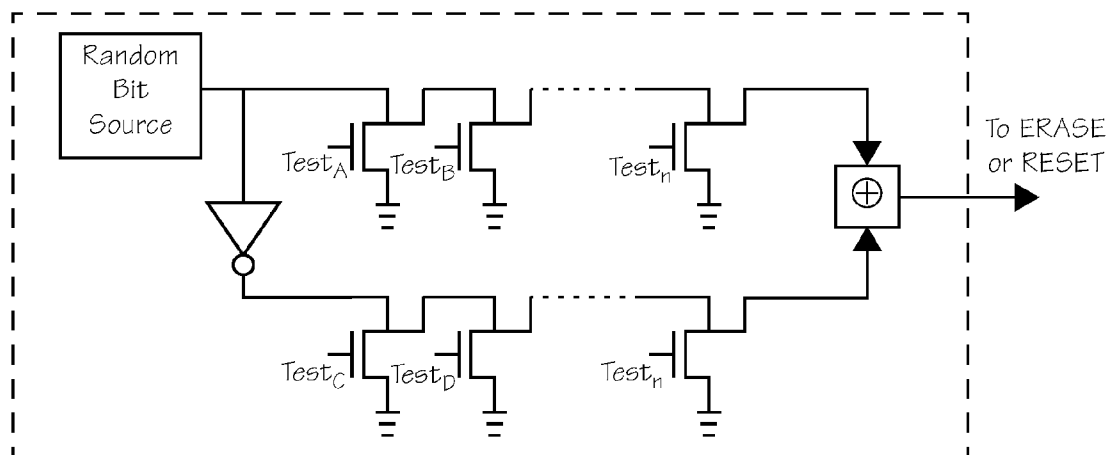 Random
Bit
Source
To ERASE
or RESET
Test_A
Test_B
Test_n
⊕
Test_C
Test_D
Test_n